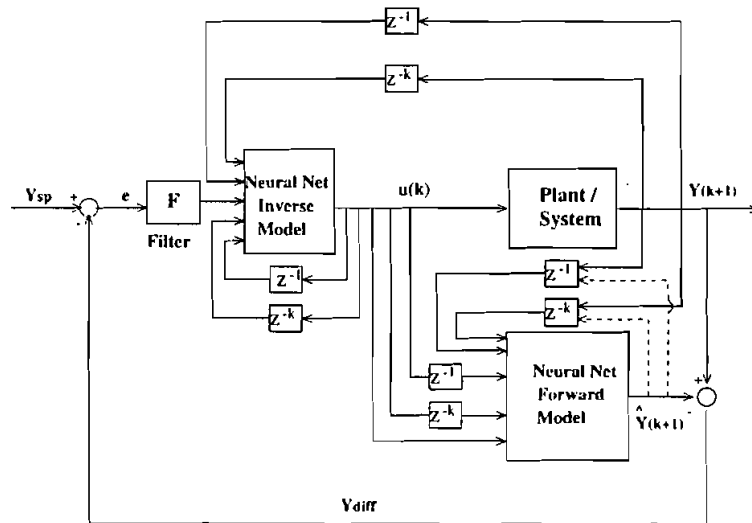 Z⁻¹
Z⁻ᵏ
Neural Net
Inverse
Model
u(k)
Plant /
System
Y(k+1)
Ysp
+
-
e
F
Filter
Z⁻¹
Z⁻ᵏ
Z⁻¹
Z⁻ᵏ
Neural Net
Forward
Model
Z⁻¹
Z⁻ᵏ
+
-
Ŷ(k+1)
Ydiff